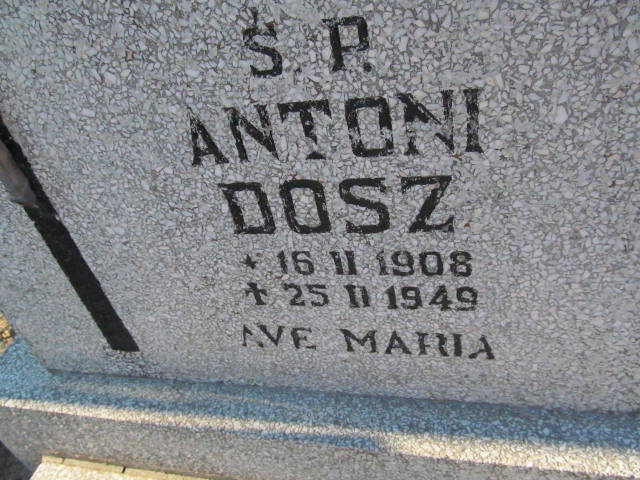 Ś. P.
ANTONI
DOSZ
* 16 II 1908
✝ 25 II 1949
AVE MARIA